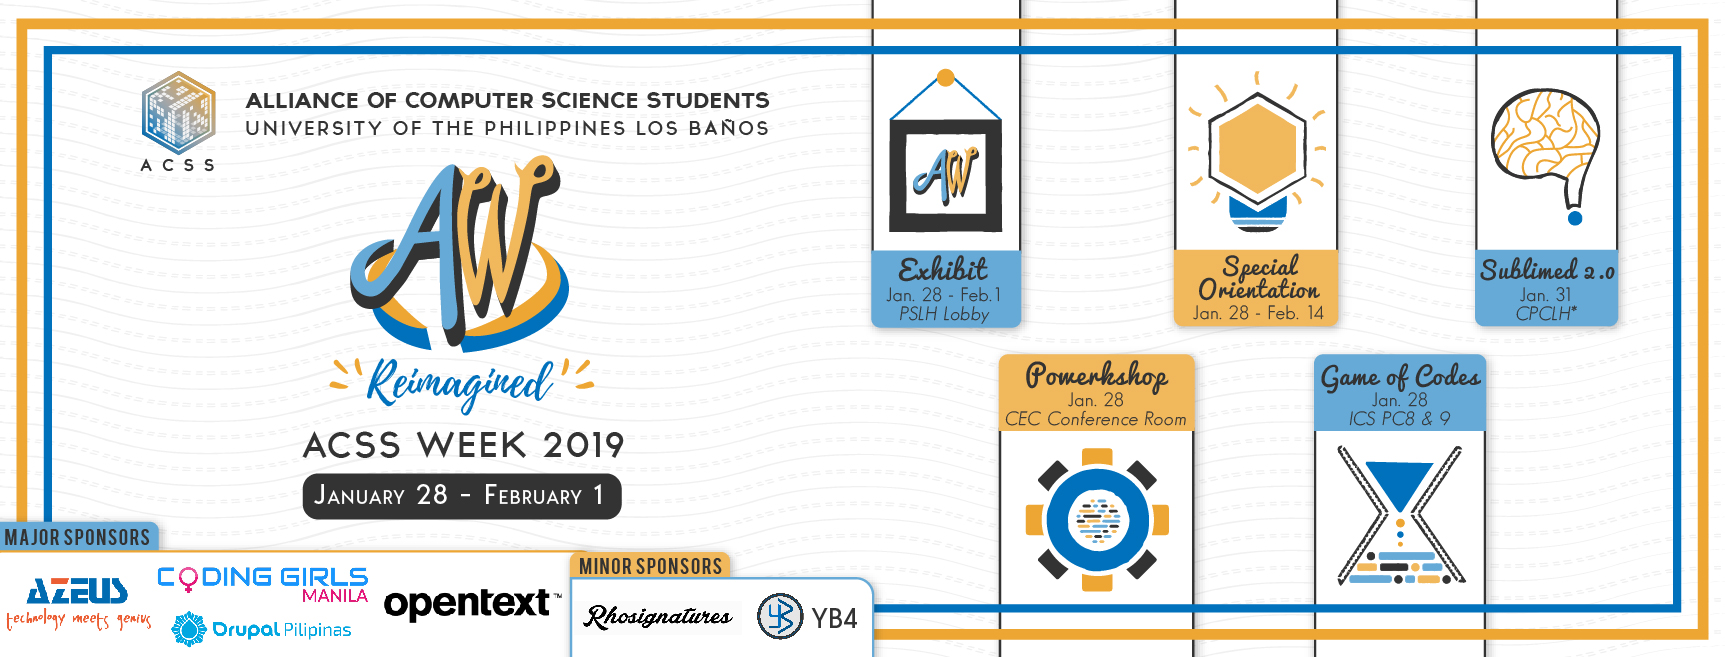 ALLIANCE OF COMPUTER SCIENCE STUDENTS
UNIVERSITY OF THE PHILIPPINES LOS BAÑOS
ACSS
AW
Reimagined
ACSS WEEK 2019
JANUARY 28 - FEBRUARY 1
AW
Exhibit
Jan. 28 - Feb.1
PSLH Lobby
Special
Orientation
Jan. 28 - Feb. 14
Sublimed 2.0
Jan. 31
CPCLH*
Powerkshop
Jan. 28
CEC Conference Room
Game of Codes
Jan. 28
ICS PC8 & 9
MAJOR SPONSORS
AZEUS
technology meets genius
CODING GIRLS
MANILA
Drupal Pilipinas
opentext™
MINOR SPONSORS
Rhosignatures
YB4